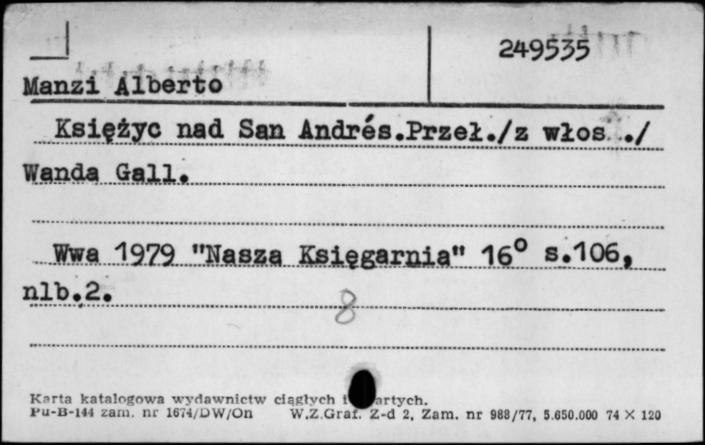 249535
Manzi Alberto
Księżyc nad San Andrés.Przeł./z włos../
Wanda Gall.
Wwa 1979 "Nasza Księgarnia" 16° s.106,
nlb.2.
8
Karta katalogowa wydawnictw ciągłych i artych.
Pu-B-144 zam. nr 1674/DW/On W.Z.Graf. Z-d 2, Zam. nr 988/77, 5.650.000 74 X 120